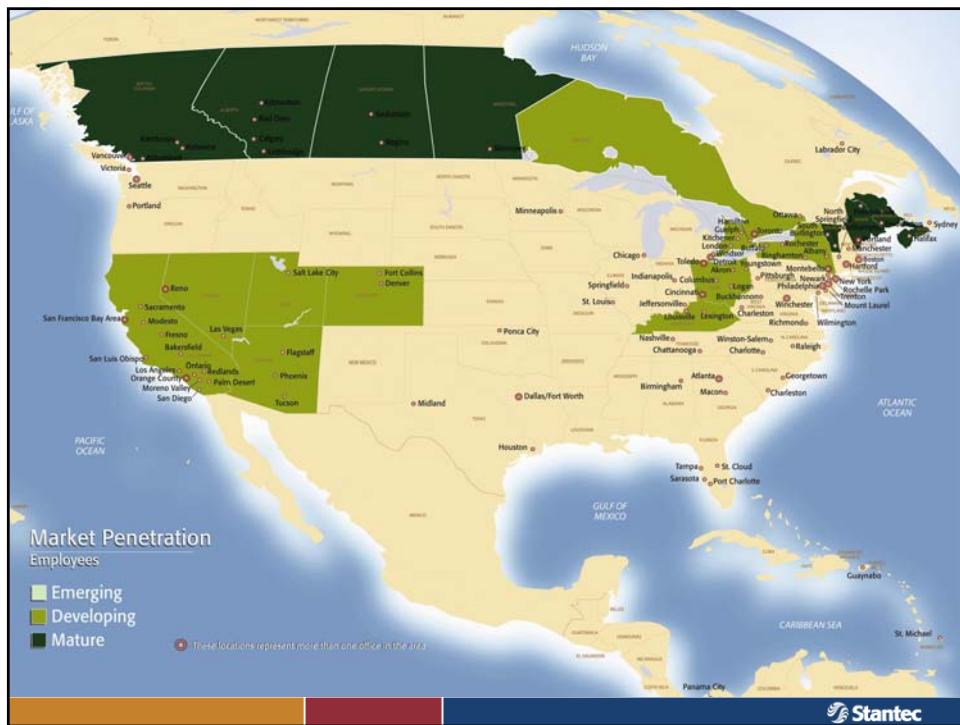 HUDSON
BAY
GULF OF
ALASKA
Edmonton
Red Deer
Saskatoon
Calgary
Lethbridge
Regina
Winnipeg
Kamloops
Kelowna
Vancouver
Victoria
Seattle
Portland
Labrador City
Minneapolis
Ottawa
North
Springfield
South
Burlington
Sydney
Halifax
Hamilton
Guelph
Kitchener
London
Toronto
Windsor
Buffalo
Rochester
Binghamton
Albany
Portland
Manchester
Boston
Hartford
Chicago
Toledo
Detroit
Akron
Youngstown
Pittsburgh
Montebello
Newark
Philadelphia
New York
Rochelle Park
Trenton
Mount Laurel
Wilmington
Indianapolis
Columbus
Springfield
Cincinnati
Logan
Buckhannon
St. Louis
Jeffersonville
Louisville
Lexington
Charleston
Winchester
Richmond
Salt Lake City
Fort Collins
Denver
Reno
Sacramento
San Francisco Bay Area
Modesto
Fresno
Las Vegas
Bakersfield
San Luis Obispo
Flagstaff
Los Angeles
Ontario
Redlands
Orange County
Palm Desert
Phoenix
Moreno Valley
San Diego
Tucson
Ponca City
Nashville
Winston-Salem
Raleigh
Chattanooga
Charlotte
Atlanta
Georgetown
Birmingham
Macon
Charleston
Midland
Dallas/Fort Worth
Houston
Tampa
St. Cloud
Sarasota
Port Charlotte
ATLANTIC
OCEAN
PACIFIC
OCEAN
GULF OF
MEXICO
Guaynabo
CARIBBEAN SEA
St. Michael
Panama City
Market Penetration
Employees
Emerging
Developing
Mature
These locations represent more than one office in the area
Stantec